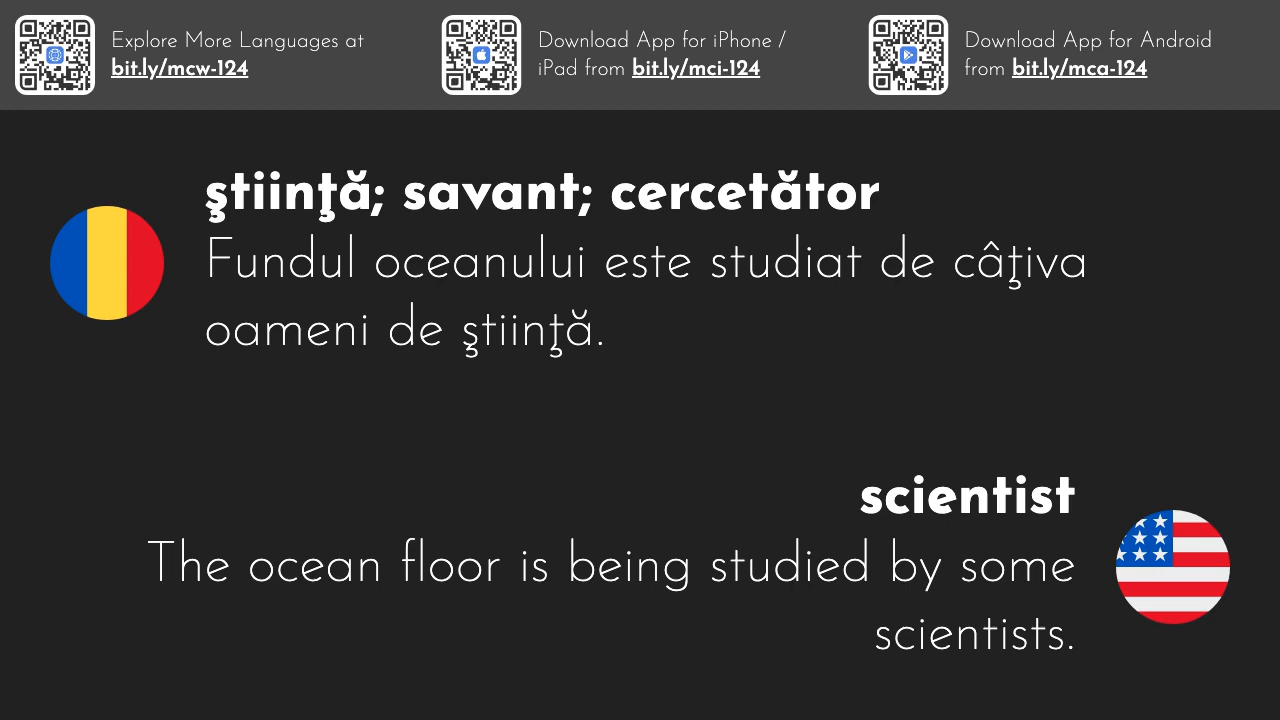 Explore More Languages at
bit.ly/mcw-124
Download App for iPhone /
iPad from bit.ly/mci-124
Download App for Android
from bit.ly/mca-124
ştiinţă; savant; cercetător
Fundul oceanului este studiat de câţiva
oameni de ştiinţă.
scientist
The ocean floor is being studied by some
scientists.